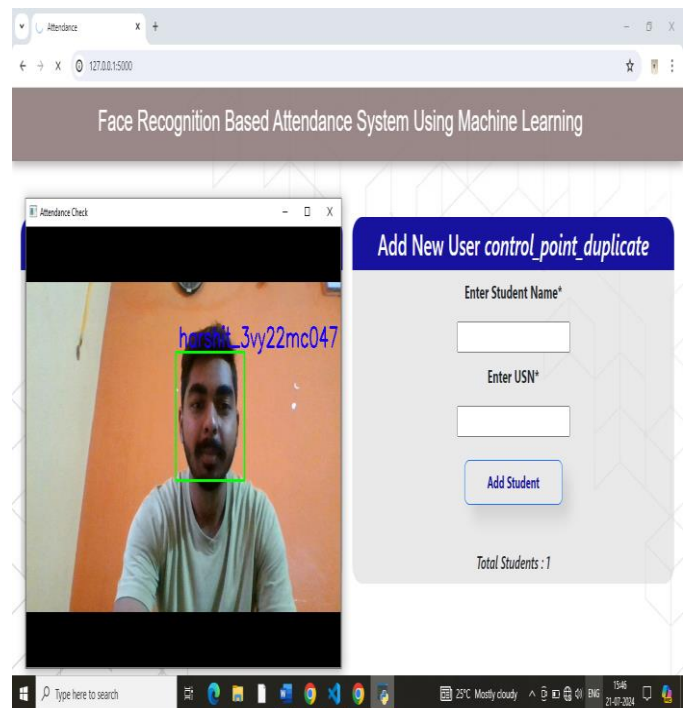 Attendance
127.0.0.1:5000
Face Recognition Based Attendance System Using Machine Learning
Attendance Check
harshit_3vy22mc047
Add New User control_point_duplicate
Enter Student Name*
Enter USN*
Add Student
Total Students : 1
Type here to search
25°C Mostly cloudy
ENG
15:46
21-07-2024